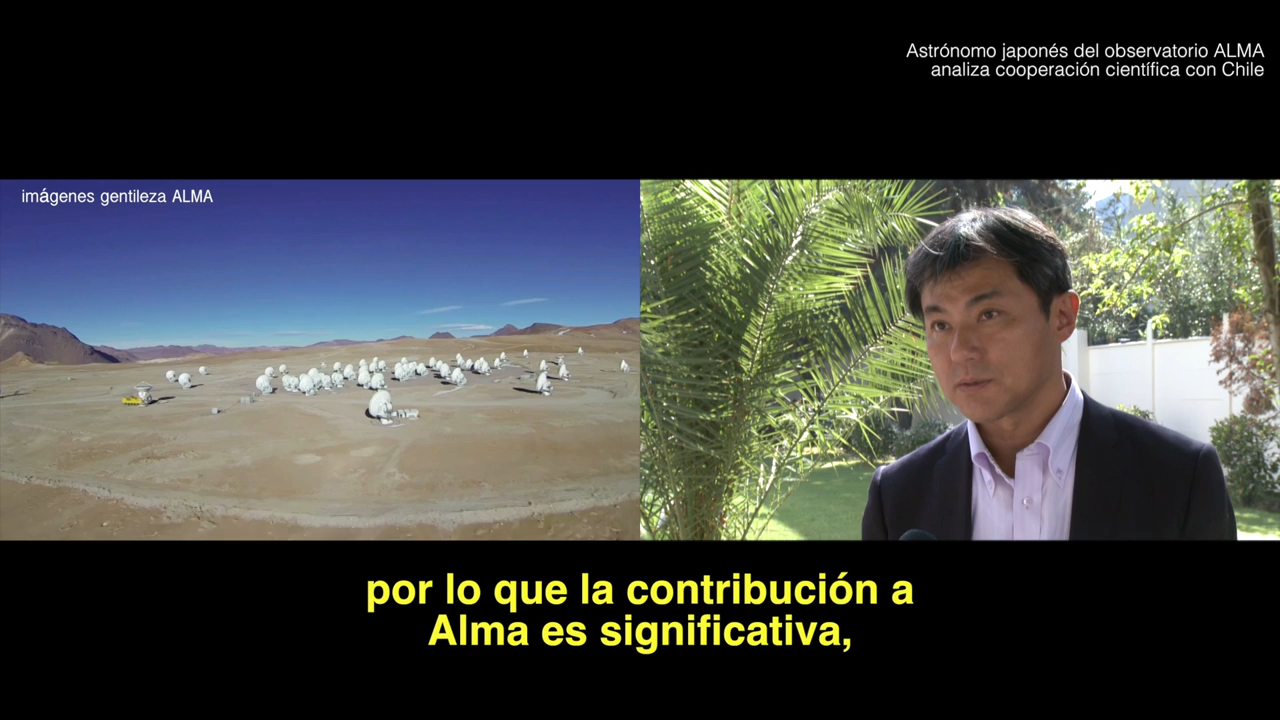 Astrónomo japonés del observatorio ALMA
analiza cooperación científica con Chile
imágenes gentileza ALMA
por lo que la contribución a
Alma es significativa,